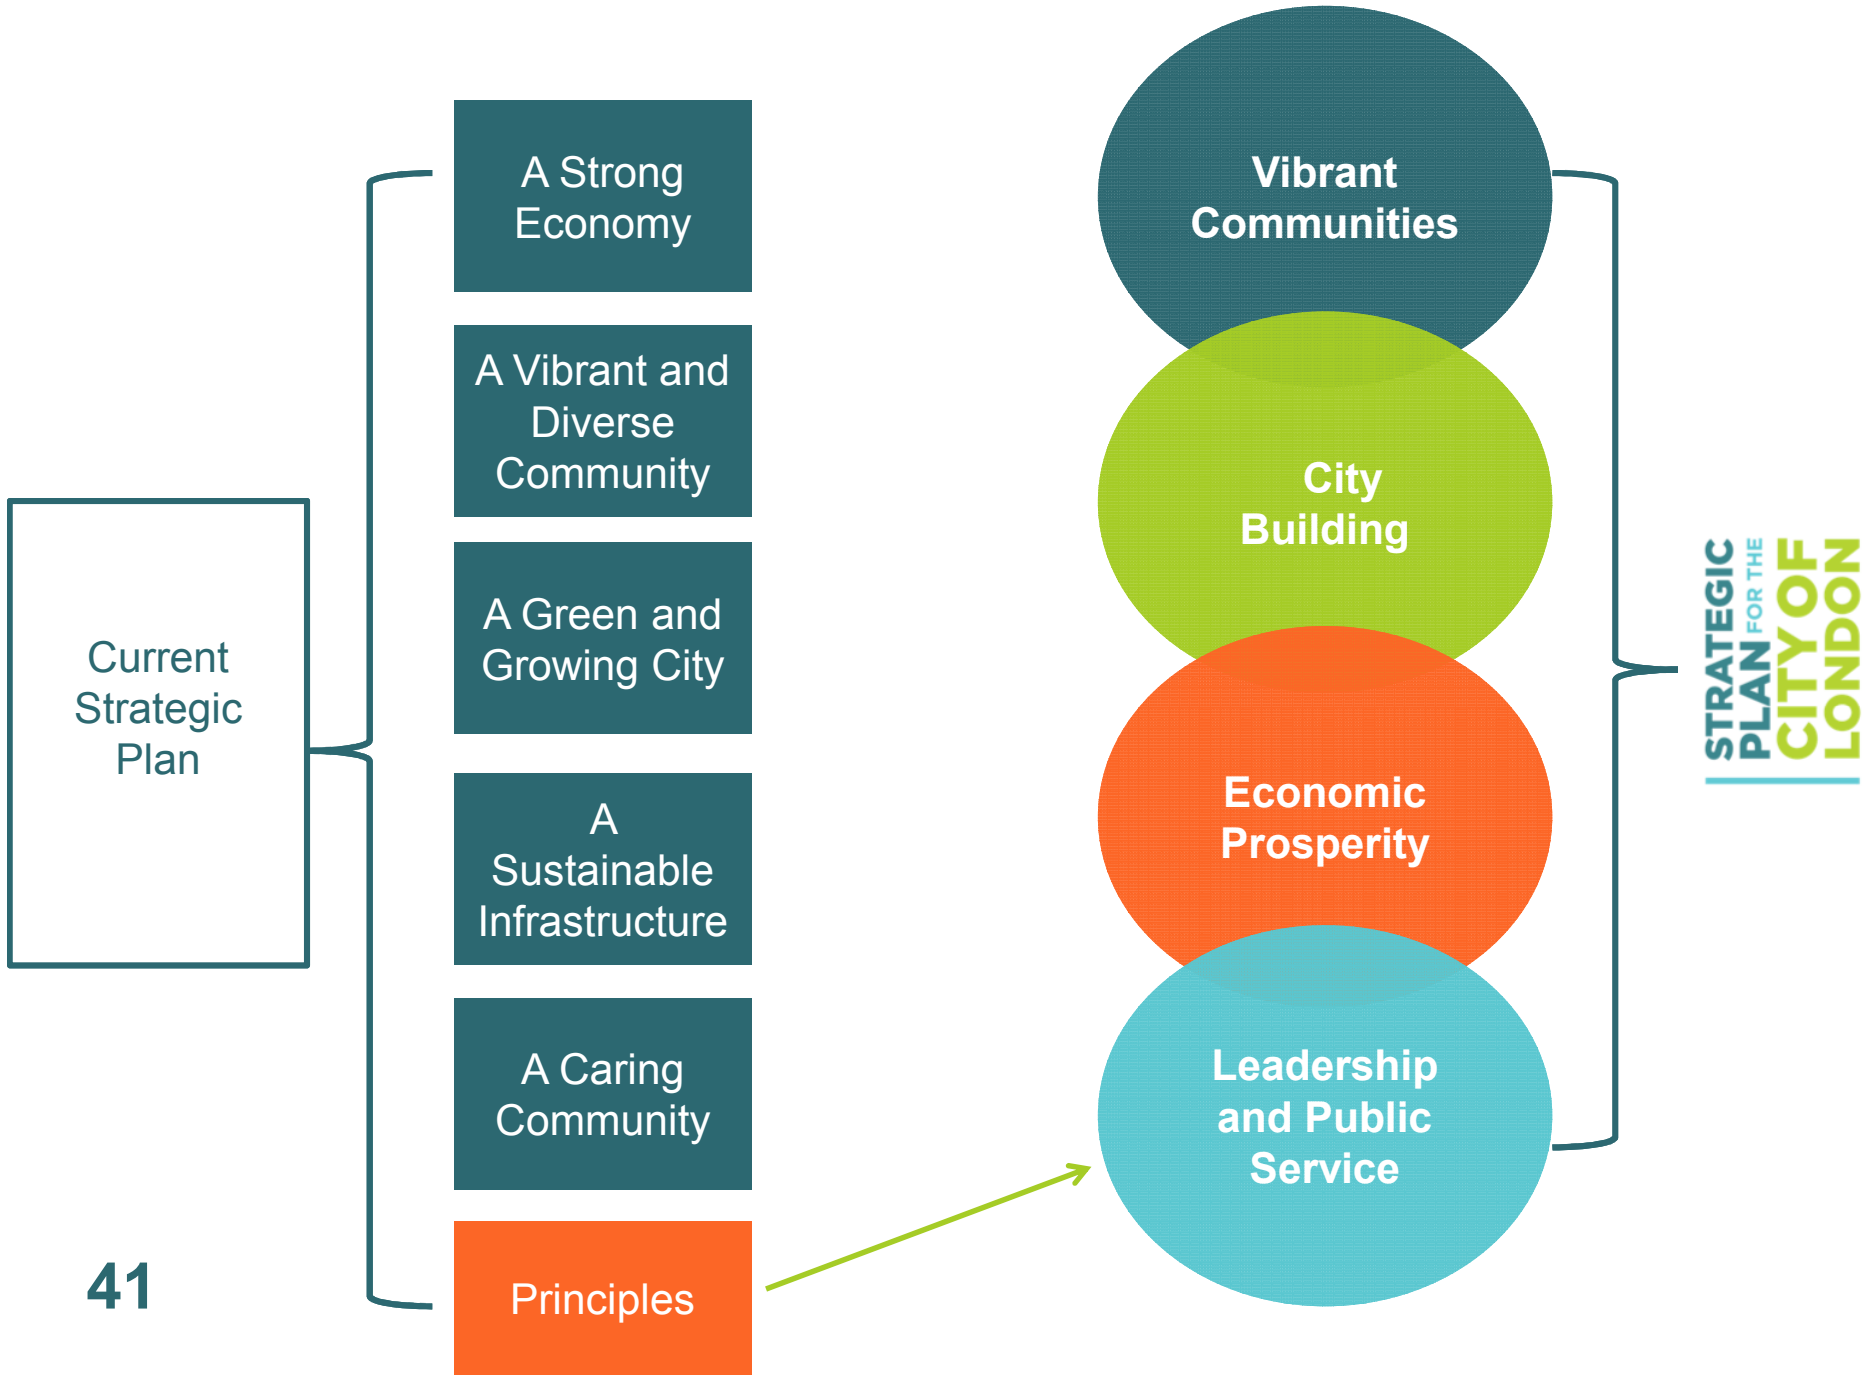 Current
Strategic
Plan
A Strong
Economy
A Vibrant and
Diverse
Community
A Green and
Growing City
A
Sustainable
Infrastructure
A Caring
Community
Principles
Vibrant
Communities
City
Building
Economic
Prosperity
Leadership
and Public
Service
STRATEGIC
PLAN FOR THE
CITY OF
LONDON
41